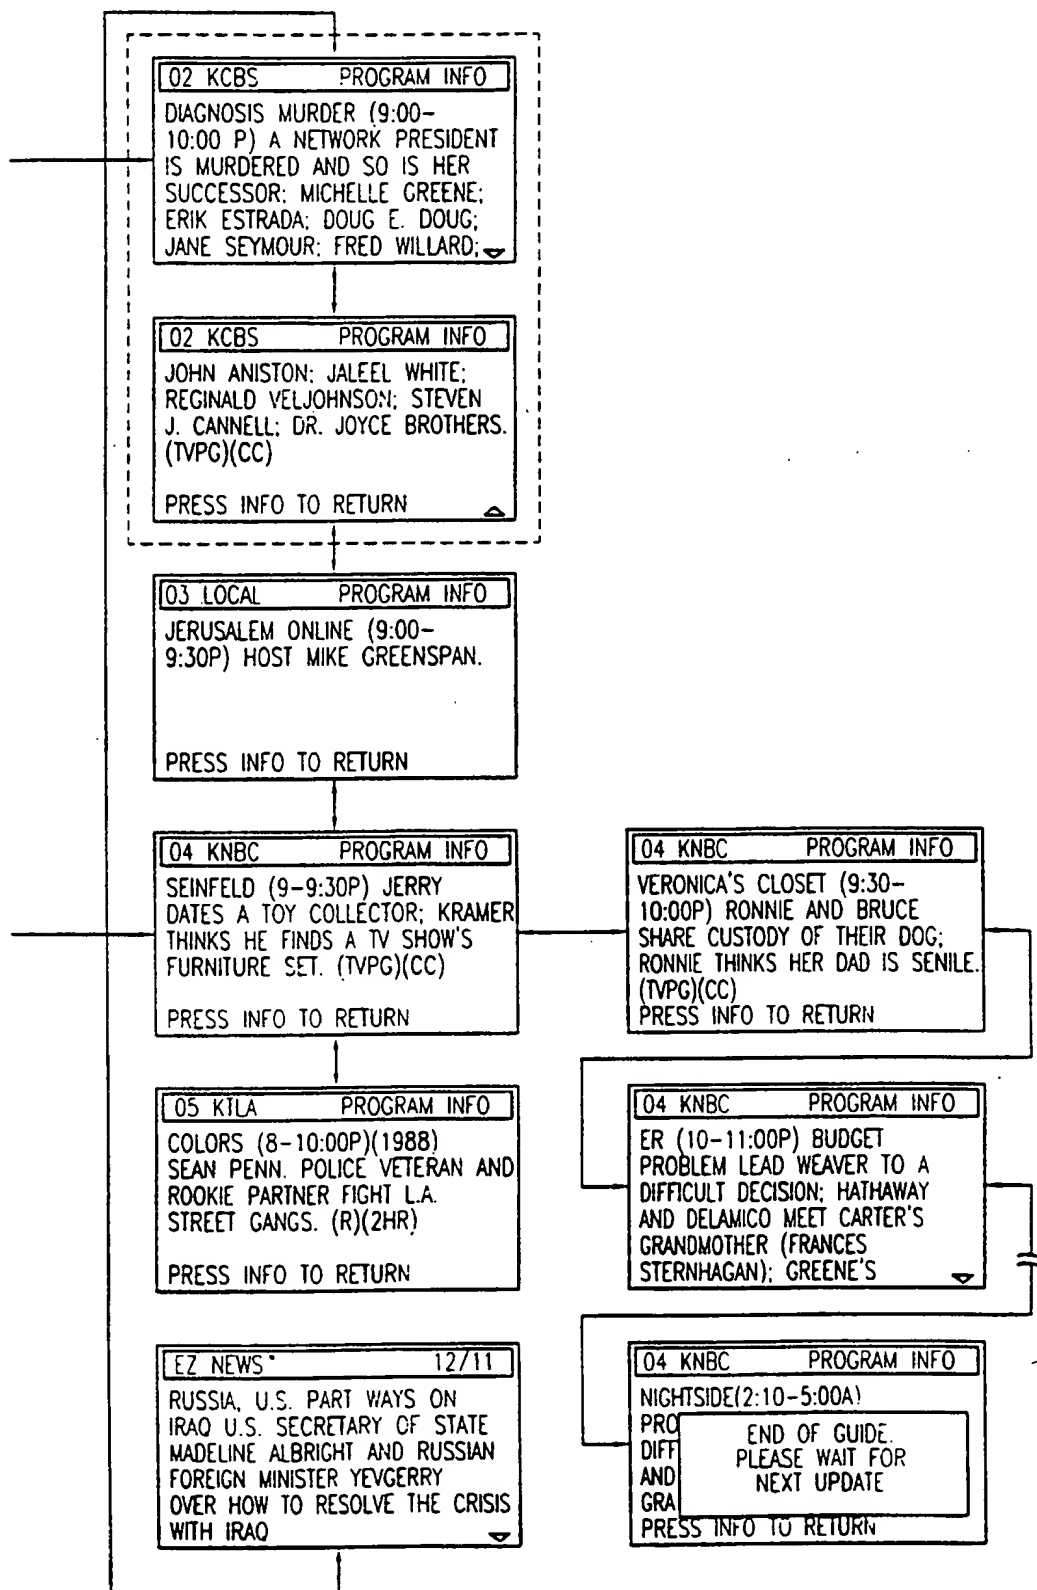 02 KCBS PROGRAM INFO
DIAGNOSIS MURDER (9:00-
10:00 P) A NETWORK PRESIDENT
IS MURDERED AND SO IS HER
SUCCESSOR; MICHELLE GREENE;
ERIK ESTRADA; DOUG E. DOUG;
JANE SEYMOUR; FRED WILLARD;
02 KCBS PROGRAM INFO
JOHN ANISTON; JALEEL WHITE;
REGINALD VELJOHNSON; STEVEN
J. CANNELL; DR. JOYCE BROTHERS.
(TVPG)(CC)
PRESS INFO TO RETURN
03 LOCAL PROGRAM INFO
JERUSALEM ONLINE (9:00-
9:30P) HOST MIKE GREENSPAN.
PRESS INFO TO RETURN
04 KNBC PROGRAM INFO
SEINFELD (9-9:30P) JERRY
DATES A TOY COLLECTOR; KRAMER
THINKS HE FINDS A TV SHOW'S
FURNITURE SET. (TVPG)(CC)
PRESS INFO TO RETURN
05 KTLA PROGRAM INFO
COLORS (8-10:00P)(1988)
SEAN PENN. POLICE VETERAN AND
ROOKIE PARTNER FIGHT L.A.
STREET GANGS. (R)(2HR)
PRESS INFO TO RETURN
EZ NEWS 12/11
RUSSIA, U.S. PART WAYS ON
IRAQ U.S. SECRETARY OF STATE
MADELINE ALBRIGHT AND RUSSIAN
FOREIGN MINISTER YEVGERRY
OVER HOW TO RESOLVE THE CRISIS
WITH IRAQ
04 KNBC PROGRAM INFO
VERONICA'S CLOSET (9:30-
10:00P) RONNIE AND BRUCE
SHARE CUSTODY OF THEIR DOG;
RONNIE THINKS HER DAD IS SENILE.
(TVPG)(CC)
PRESS INFO TO RETURN
04 KNBC PROGRAM INFO
ER (10-11:00P) BUDGET
PROBLEM LEAD WEAVER TO A
DIFFICULT DECISION; HATHAWAY
AND DELAMICO MEET CARTER'S
GRANDMOTHER (FRANCES
STERNHAGAN); GREENE'S
04 KNBC PROGRAM INFO
NIGHTSIDE(2:10-5:00A)
PRO
DIFF
AND
GRA
END OF GUIDE.
PLEASE WAIT FOR
NEXT UPDATE
PRESS INFO TO RETURN